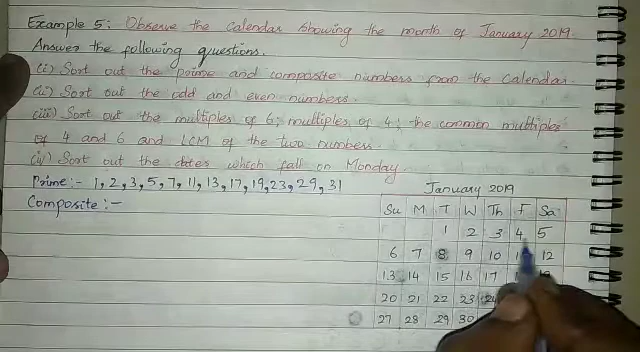 Example 5: Observe the Calendar showing the month of January 2019.
Answer the following questions.
(i) Sort out the prime and composite numbers from the calendar.
(ii) Sort out the odd and even numbers.
(iii) Sort out the multiples of 6, multiples of 4, the common multiples
of 4 and 6 and LCM of the two numbers.
(iv) Sort out the dates which fall on Monday.
Prime:- 1, 2, 3, 5, 7, 11, 13, 17, 19, 23, 29, 31
Composite:-
January 2019
Su M T W Th F Sa
1 2 3 4 5
6 7 8 9 10 12
13 14 15 16 17
20 21 22 23 24
27 28 29 30